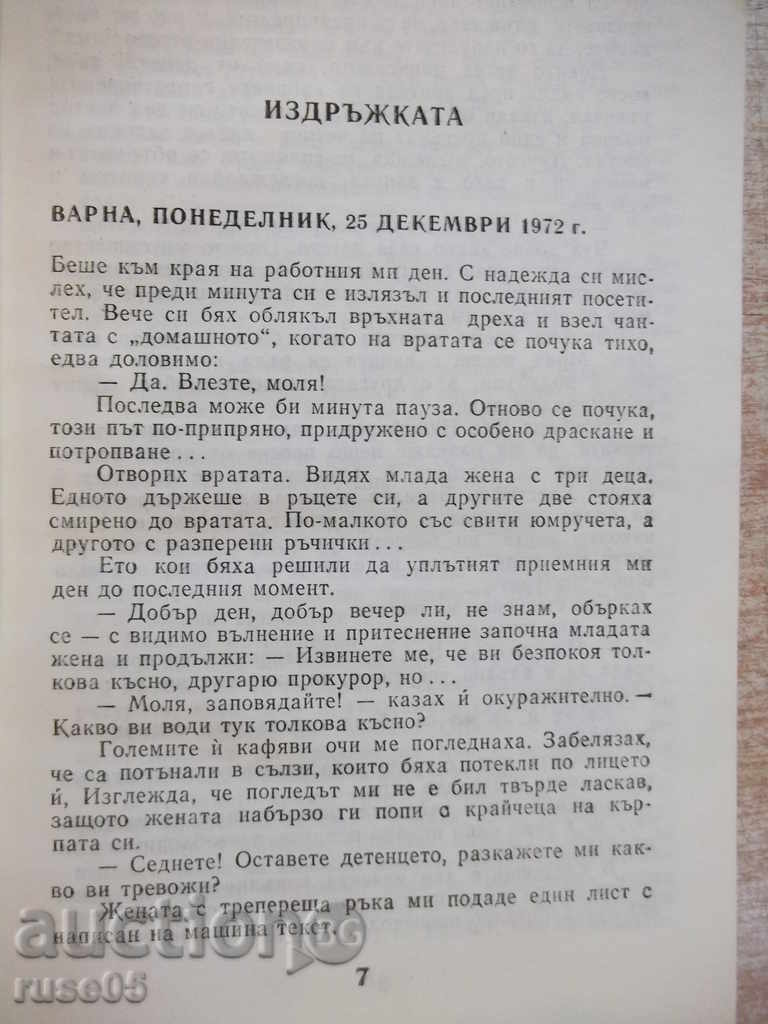 ИЗДРЪЖКАТА
ВАРНА, ПОНЕДЕЛНИК, 25 ДЕКЕМВРИ 1972 г.
Беше към края на работния ми ден. С надежда си мис-
лех, че преди минута си е излязъл и последният посети-
тел. Вече си бях облякъл връхната дреха и взел чан-
тата с „домашното“, когато на вратата се почука тихо,
едва доловимо:
— Да. Влезте, моля!
Последва може би минута пауза. Отново се почука,
този път по-припряно, придружено с особено драскане и
потропване...
Отворих вратата. Видях млада жена с три деца.
Едното държеше в ръцете си, а другите две стояха
смирено до вратата. По-малкото със свити юмручета, а
другото с разперени ръчички...
Ето кои бяха решили да уплътият приемния ми
ден до последния момент.
— Добър ден, добър вечер ли, не знам, обърках
се — с видимо вълнение и притеснение започна младата
жена и продължи: — Извинете ме, че ви безпокоя тол-
кова късно, другарю прокурор, но...
— Моля, заповядайте! — казах ѝ окуражително. —
Какво ви води тук толкова късно?
Големите ѝ кафяви очи ме погледнаха. Забелязах,
че са потънали в сълзи, които бяха потекли по лицето
ѝ, Изглежда, че погледът ми не е бил твърде ласкав,
защото жената набързо ги попи с крайчеца на кър-
пата си.
— Седнете! Оставете детенцето, разкажете ми как-
во ви тревожи?
Жената с трепереща ръка ми подаде един лист с
написан на машина текст.
7
auction
ruse05